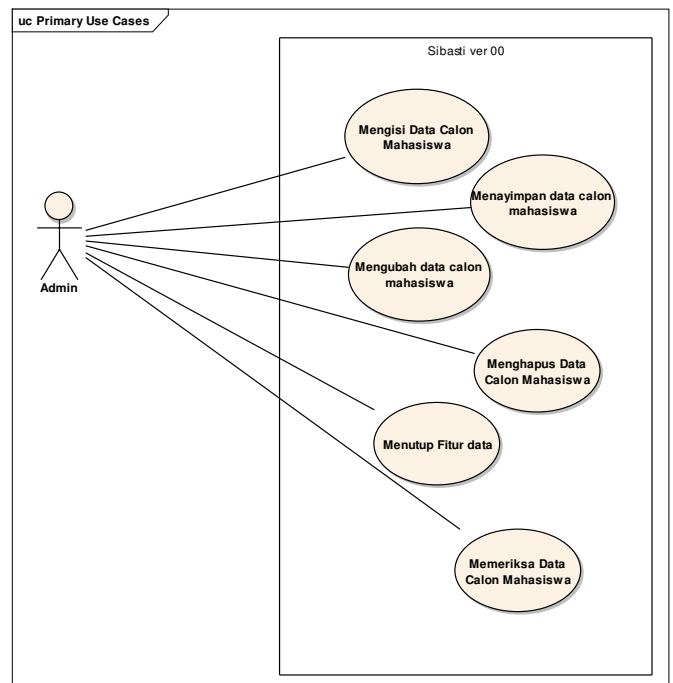 uc Primary Use Cases
Sibasti ver 00
Mengisi Data Calon
Mahasiswa
Menayimpan data calon
mahasiswa
Admin
Mengubah data calon
mahasiswa
Menghapus Data
Calon Mahasiswa
Menutup Fitur data
Memeriksa Data
Calon Mahasiswa